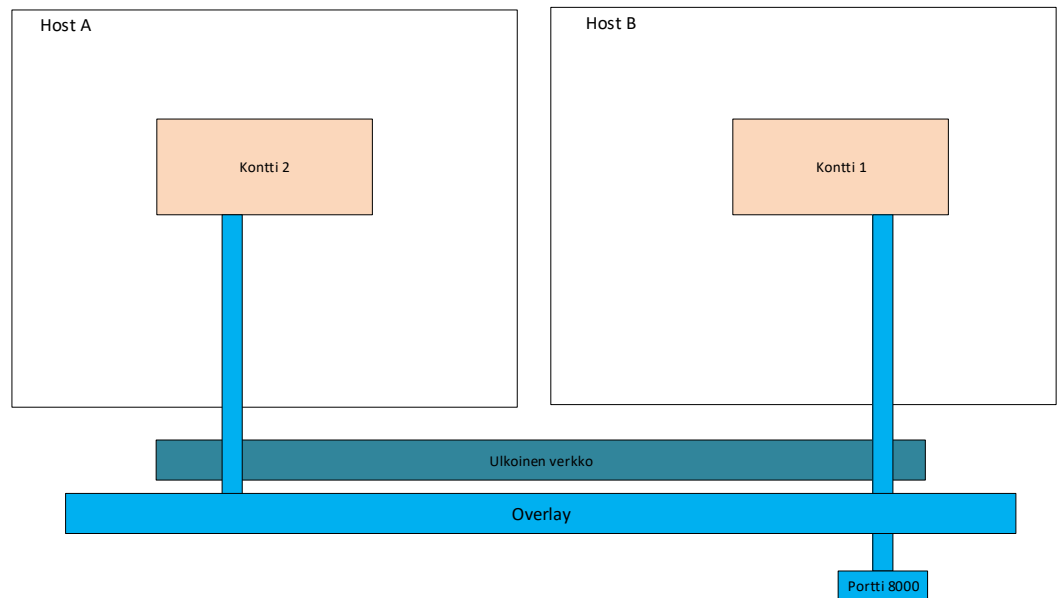 Host A
Host B
Kontti 2
Kontti 1
Ulkoinen verkko
Overlay
Portti 8000